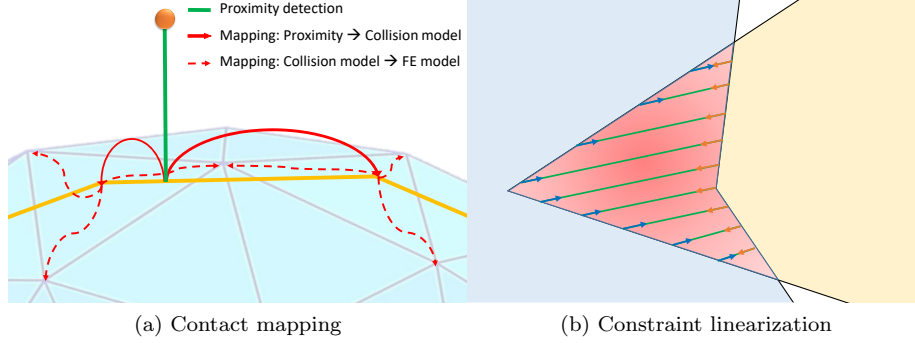 Proximity detection
Mapping: Proximity → Collision model
Mapping: Collision model → FE model
(a) Contact mapping
(b) Constraint linearization